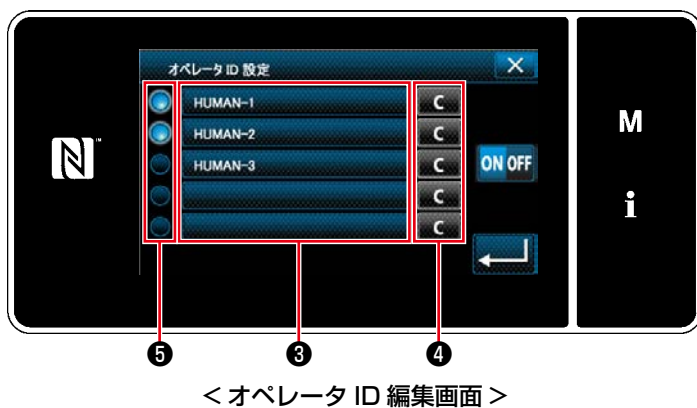 オペレータ ID 設定
HUMAN-1 C
HUMAN-2 C
HUMAN-3 C
C
C
ON OFF
N™
M
i
❺ ❸ ❹
＜オペレータ ID 編集画面＞